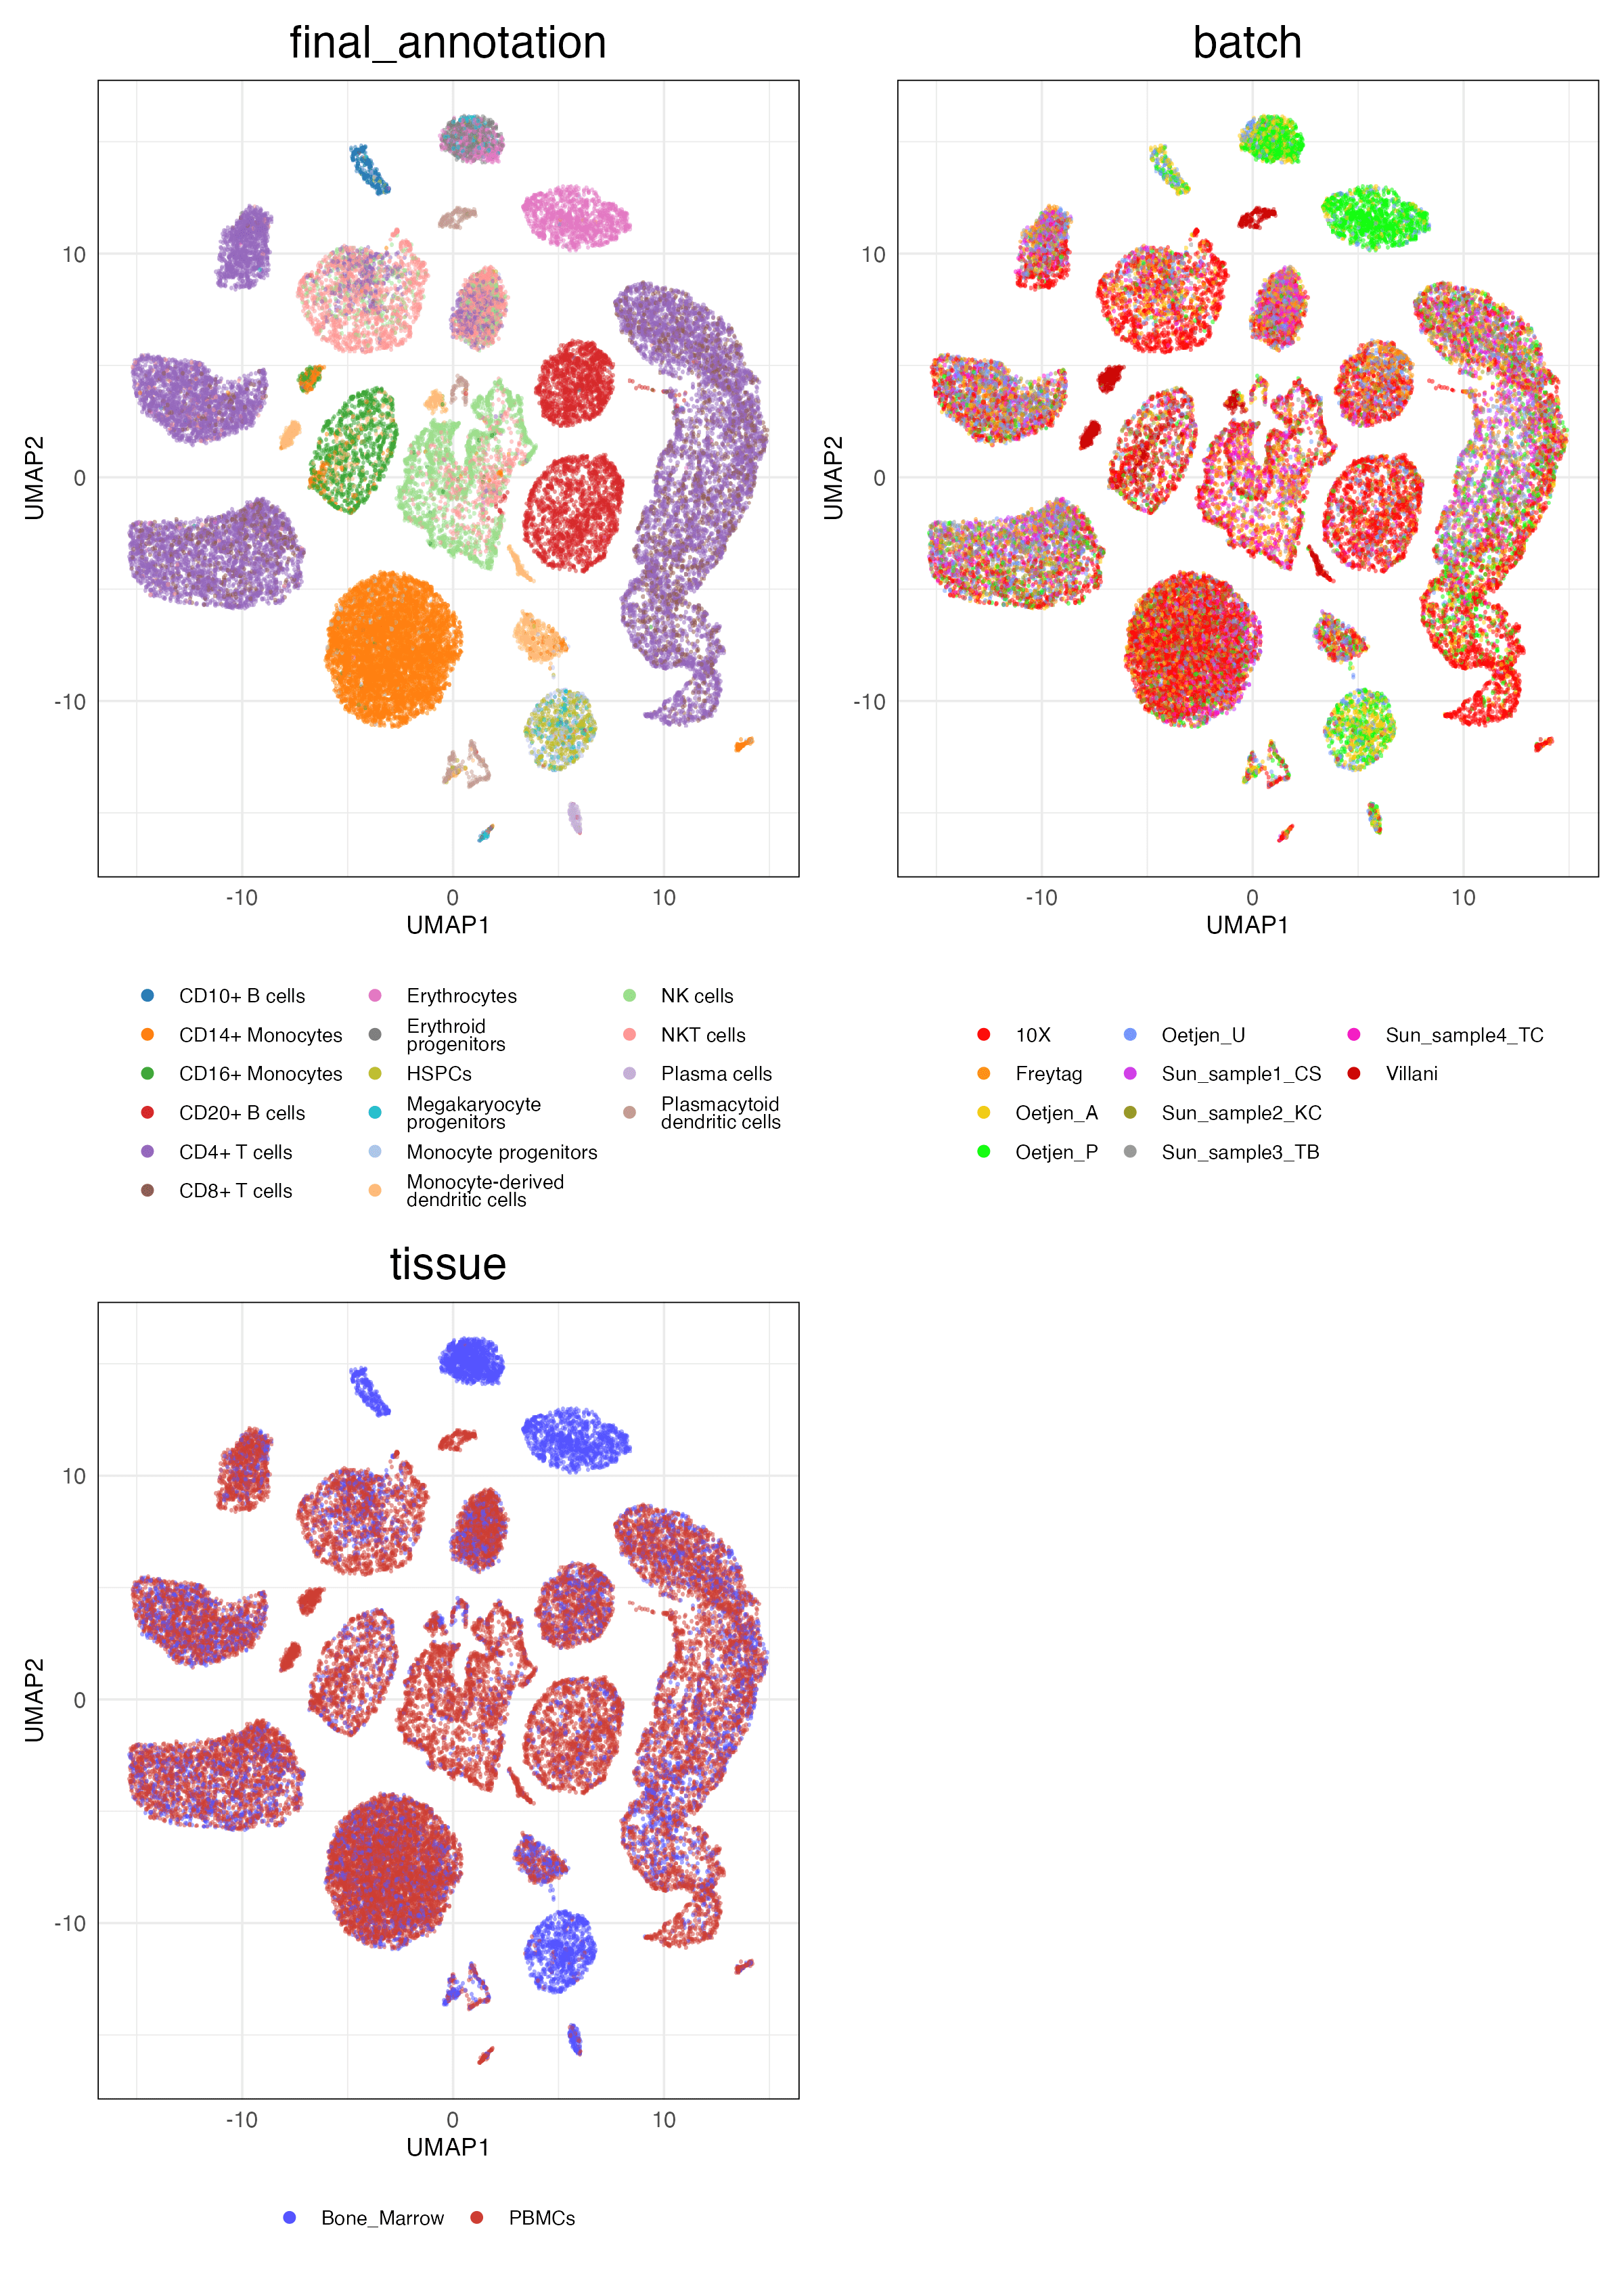 final_annotation
batch
UMAP2
10
0
-10
-10
0
10
UMAP1
UMAP2
10
0
-10
-10
0
10
UMAP1
CD10+ B cells
CD14+ Monocytes
CD16+ Monocytes
CD20+ B cells
CD4+ T cells
CD8+ T cells
Erythrocytes
Erythroid
progenitors
HSPCs
Megakaryocyte
progenitors
Monocyte progenitors
Monocyte-derived
dendritic cells
NK cells
NKT cells
Plasma cells
Plasmacytoid
dendritic cells
10X
Freytag
Oetjen_A
Oetjen_P
Oetjen_U
Sun_sample1_CS
Sun_sample2_KC
Sun_sample3_TB
Sun_sample4_TC
Villani
tissue
UMAP2
10
0
-10
-10
0
10
UMAP1
Bone_Marrow
PBMCs